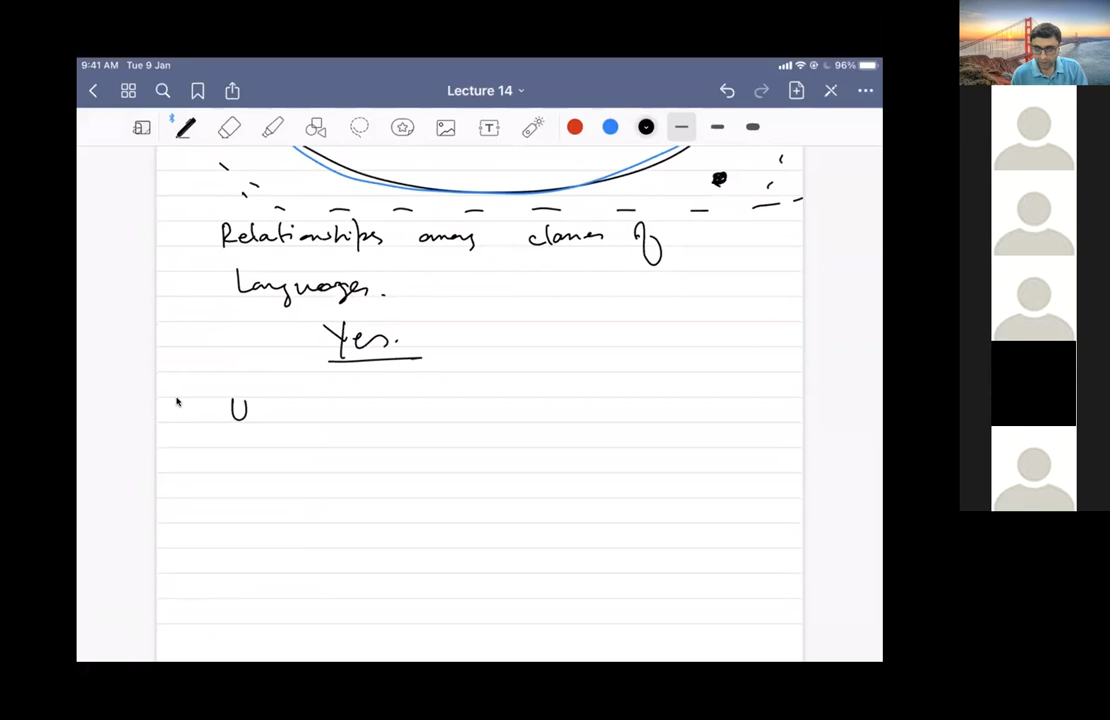 9:41 AM Tue 9 Jan
96%
Lecture 14
Relationships among classes of
Languages.
Yes.
U